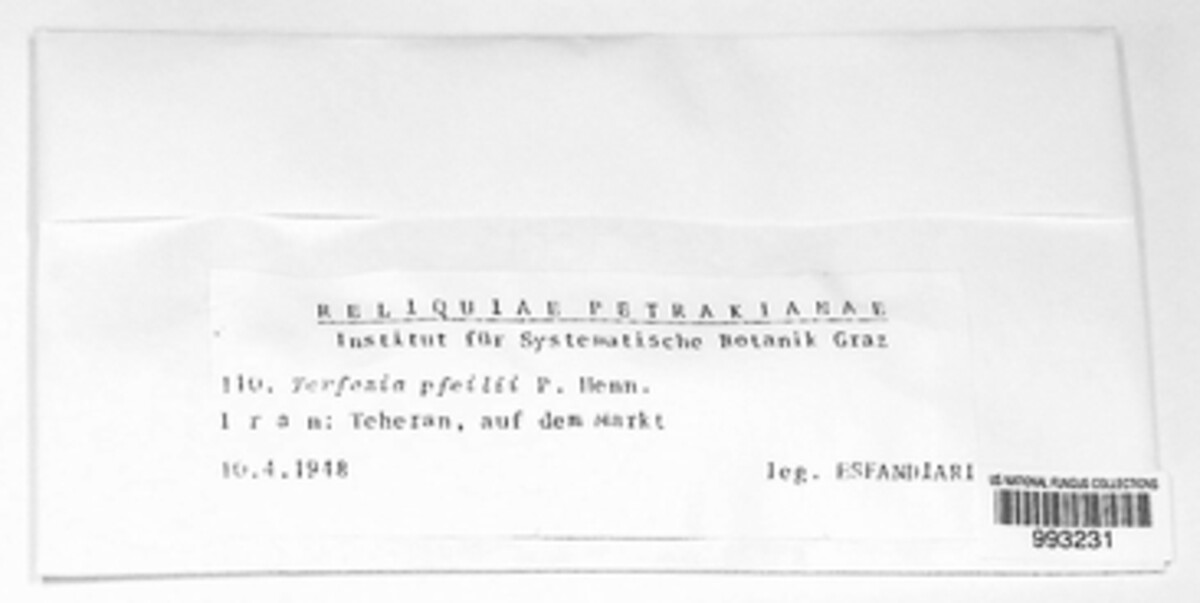 RELIQUIAE PETRAKIANAE
Institut für Systematische Botanik Graz
110. Terfezia pfeilii P. Henn.
Iran: Teheran, auf dem Markt
10.4.1948 leg. ESFANDIARI
US NATIONAL FUNGUS COLLECTIONS
993231